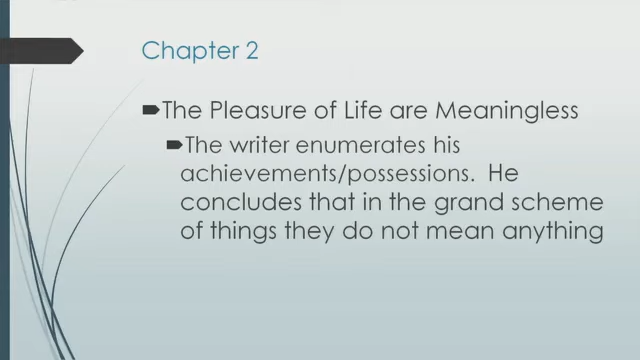 Chapter 2
The Pleasure of Life are Meaningless
The writer enumerates his
achievements/possessions.  He
concludes that in the grand scheme
of things they do not mean anything